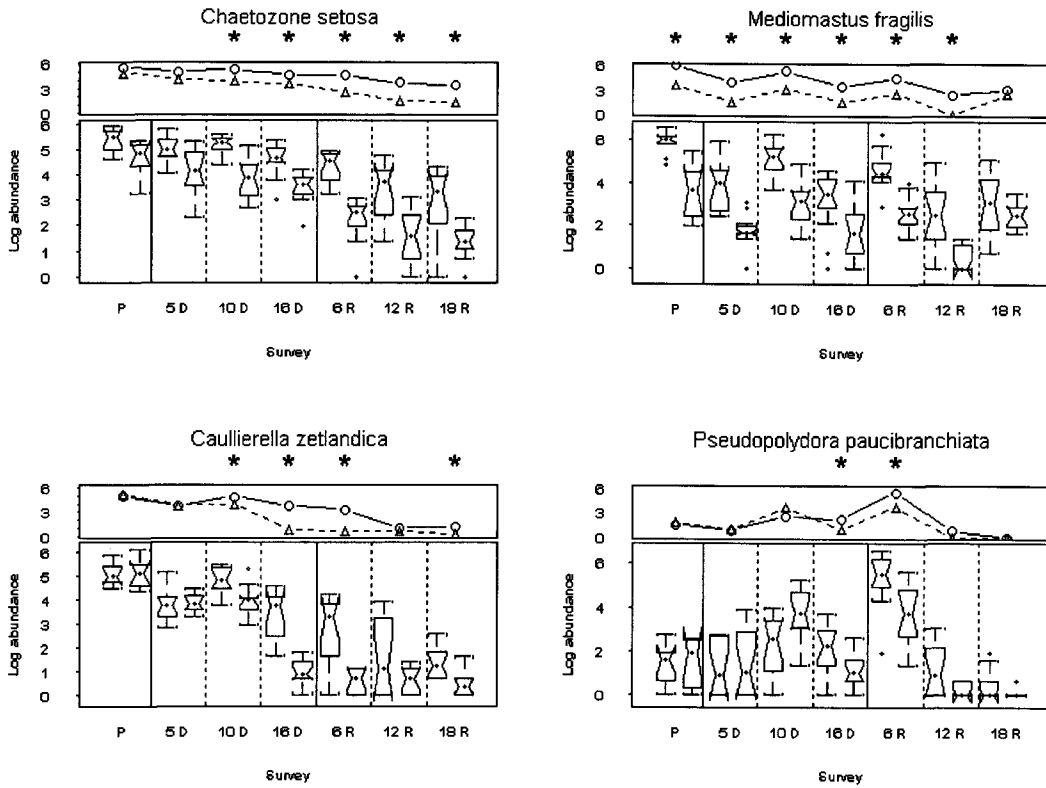 Chaetozone setosa
* * * * *
6
3
0
Log abundance
6
5
4
3
2
1
0
P 5 D 10 D 16 D 6 R 12 R 18 R
Survey
Mediomastus fragilis
* * * * * *
6
3
0
Log abundance
6
4
2
0
P 5 D 10 D 16 D 6 R 12 R 18 R
Survey
Caullierella zetlandica
* * * *
6
3
0
Log abundance
6
5
4
3
2
1
0
P 5 D 10 D 16 D 6 R 12 R 18 R
Survey
Pseudopolydora paucibranchiata
* *
6
3
0
Log abundance
6
4
2
0
P 5 D 10 D 16 D 6 R 12 R 18 R
Survey